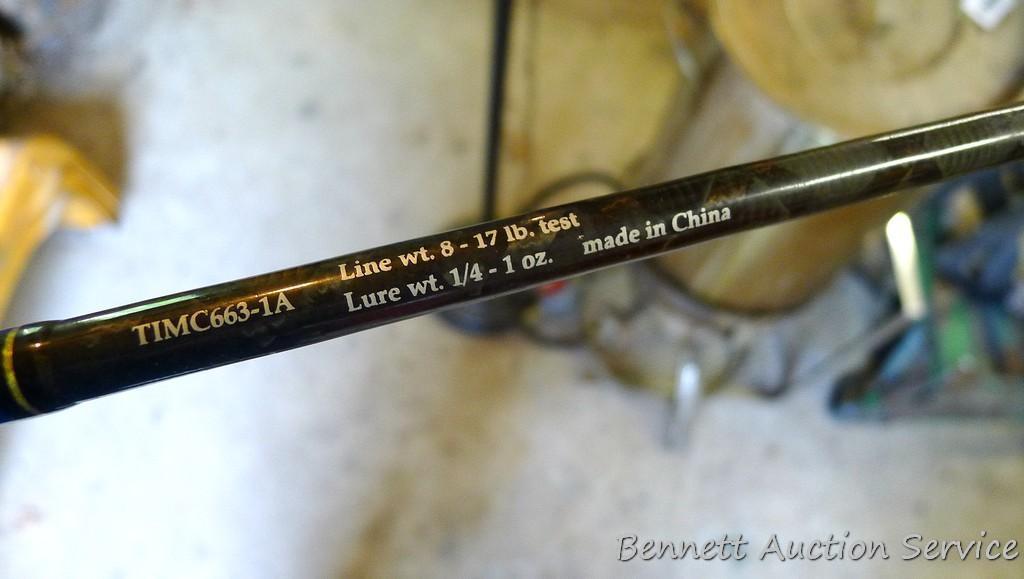 TIMC663-1A
Line wt. 8 - 17 lb. test
Lure wt. 1/4 - 1 oz.
made in China
Bennett Auction Service